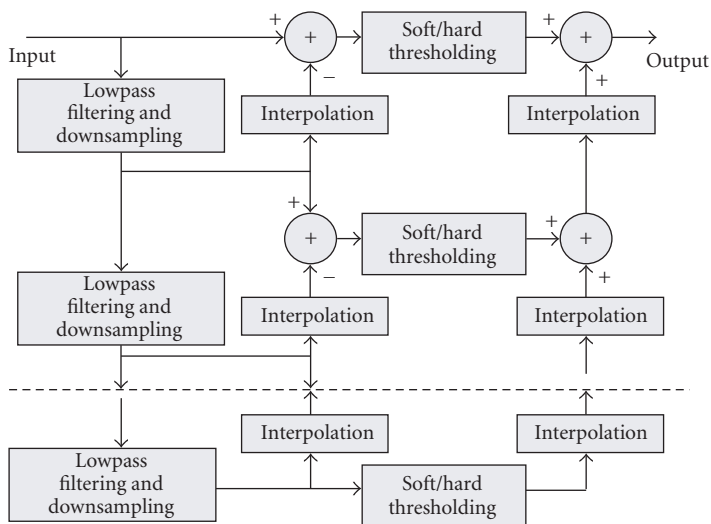 +
+
Soft/hard
thresholding
+
+
Input
Output
−
+
Lowpass
filtering and
downsampling
Interpolation
Interpolation
+
+
Soft/hard
thresholding
+
+
−
+
Lowpass
filtering and
downsampling
Interpolation
Interpolation
Interpolation
Interpolation
Lowpass
filtering and
downsampling
Soft/hard
thresholding